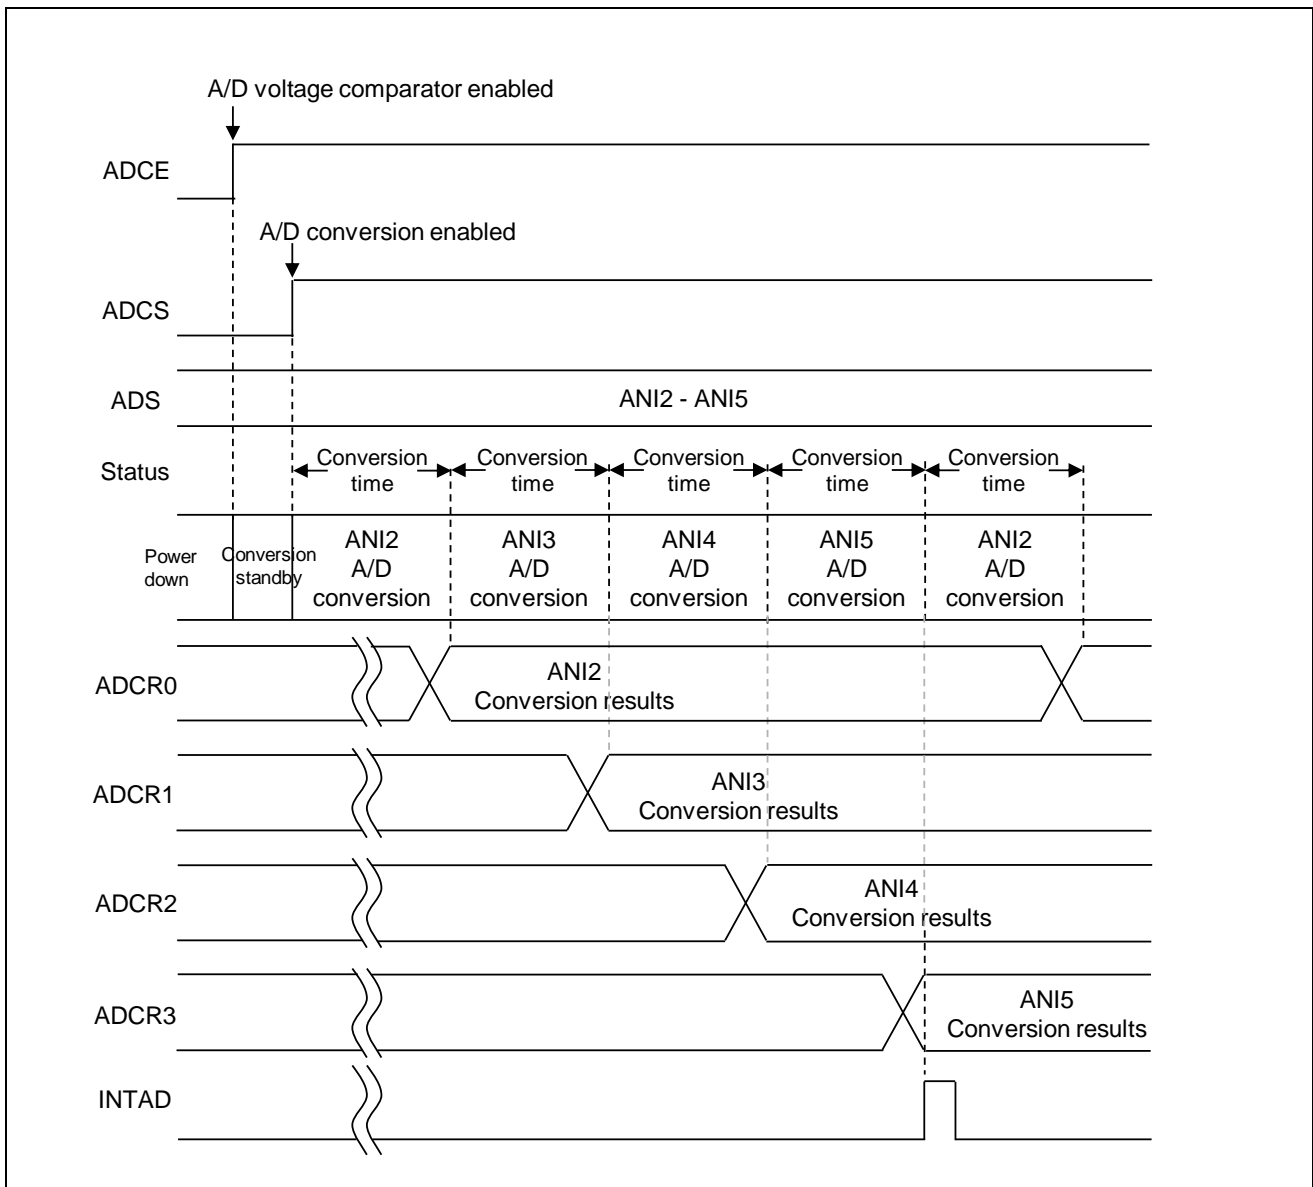 A/D voltage comparator enabled
ADCE
A/D conversion enabled
ADCS
ADS
ANI2 - ANI5
Status
Conversion
time
Conversion
time
Conversion
time
Conversion
time
Conversion
time
Power
down
Conversion
standby
ANI2
A/D
conversion
ANI3
A/D
conversion
ANI4
A/D
conversion
ANI5
A/D
conversion
ANI2
A/D
conversion
ADCR0
ANI2
Conversion results
ADCR1
ANI3
Conversion results
ADCR2
ANI4
Conversion results
ADCR3
ANI5
Conversion results
INTAD